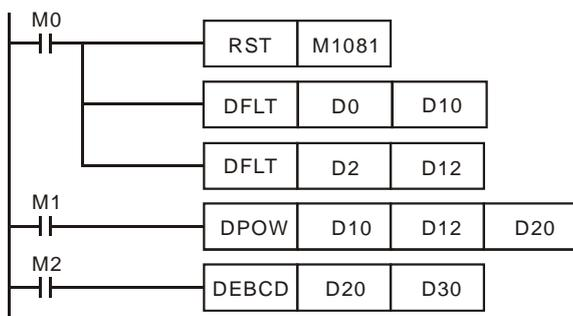 M0
RST M1081
DFLT D0 D10
DFLT D2 D12
M1
DPOW D10 D12 D20
M2
DEBCD D20 D30